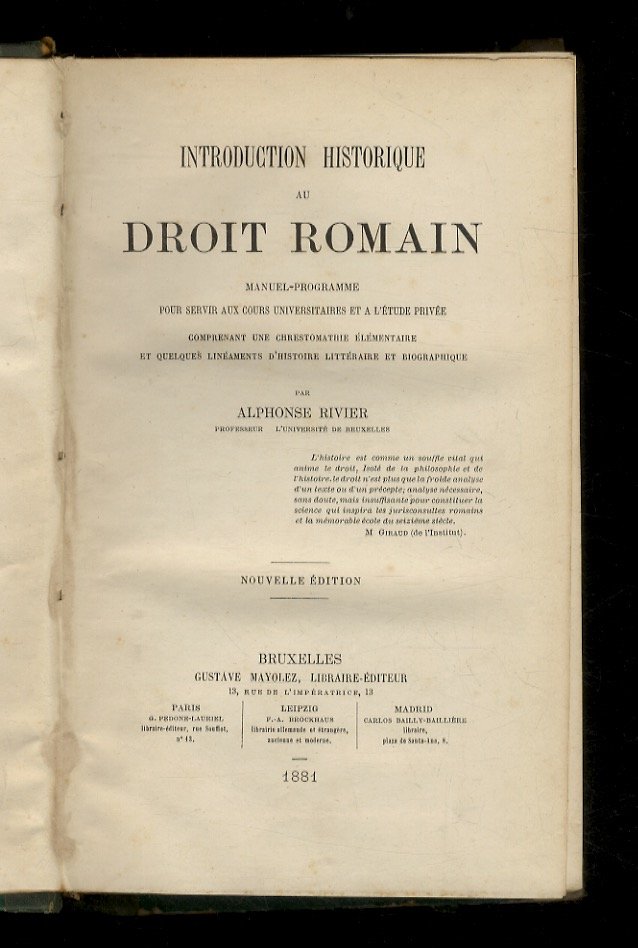 INTRODUCTION HISTORIQUE
AU
DROIT ROMAIN
MANUEL-PROGRAMME
POUR SERVIR AUX COURS UNIVERSITAIRES ET A L'ÉTUDE PRIVÉE
COMPRENANT UNE CHRESTOMATHIE ÉLÉMENTAIRE
ET QUELQUES LINÉAMENTS D'HISTOIRE LITTÉRAIRE ET BIOGRAPHIQUE
PAR
ALPHONSE RIVIER
PROFESSEUR L'UNIVERSITÉ DE BRUXELLES
L'histoire est comme un souffle vital qui
anime le droit, Isolé de la philosophie et de
l'histoire, le droit n'est plus que la froide analyse
d'un texte ou d'un précepte; analyse nécessaire,
sans doute, mais insuffisante pour constituer la
science qui inspira les jurisconsultes romains
et la mémorable école du seizième siècle.
M GIRAUD (de l'Institut).
NOUVELLE ÉDITION
BRUXELLES
GUSTAVE MAYOLEZ, LIBRAIRE-ÉDITEUR
13, RUE DE L'IMPÉRATRICE, 13
PARIS
G. PEDONE-LAURIEL
libraire-éditeur, rue Soufflot,
n° 13.
LEIPZIG
F.-A. BROCKHAUS
librairie allemande et étrangère,
ancienne et moderne.
MADRID
CARLOS BAILLY-BAILLIÈRE
libraire,
plaza de Santa-Ana, 8.
1881